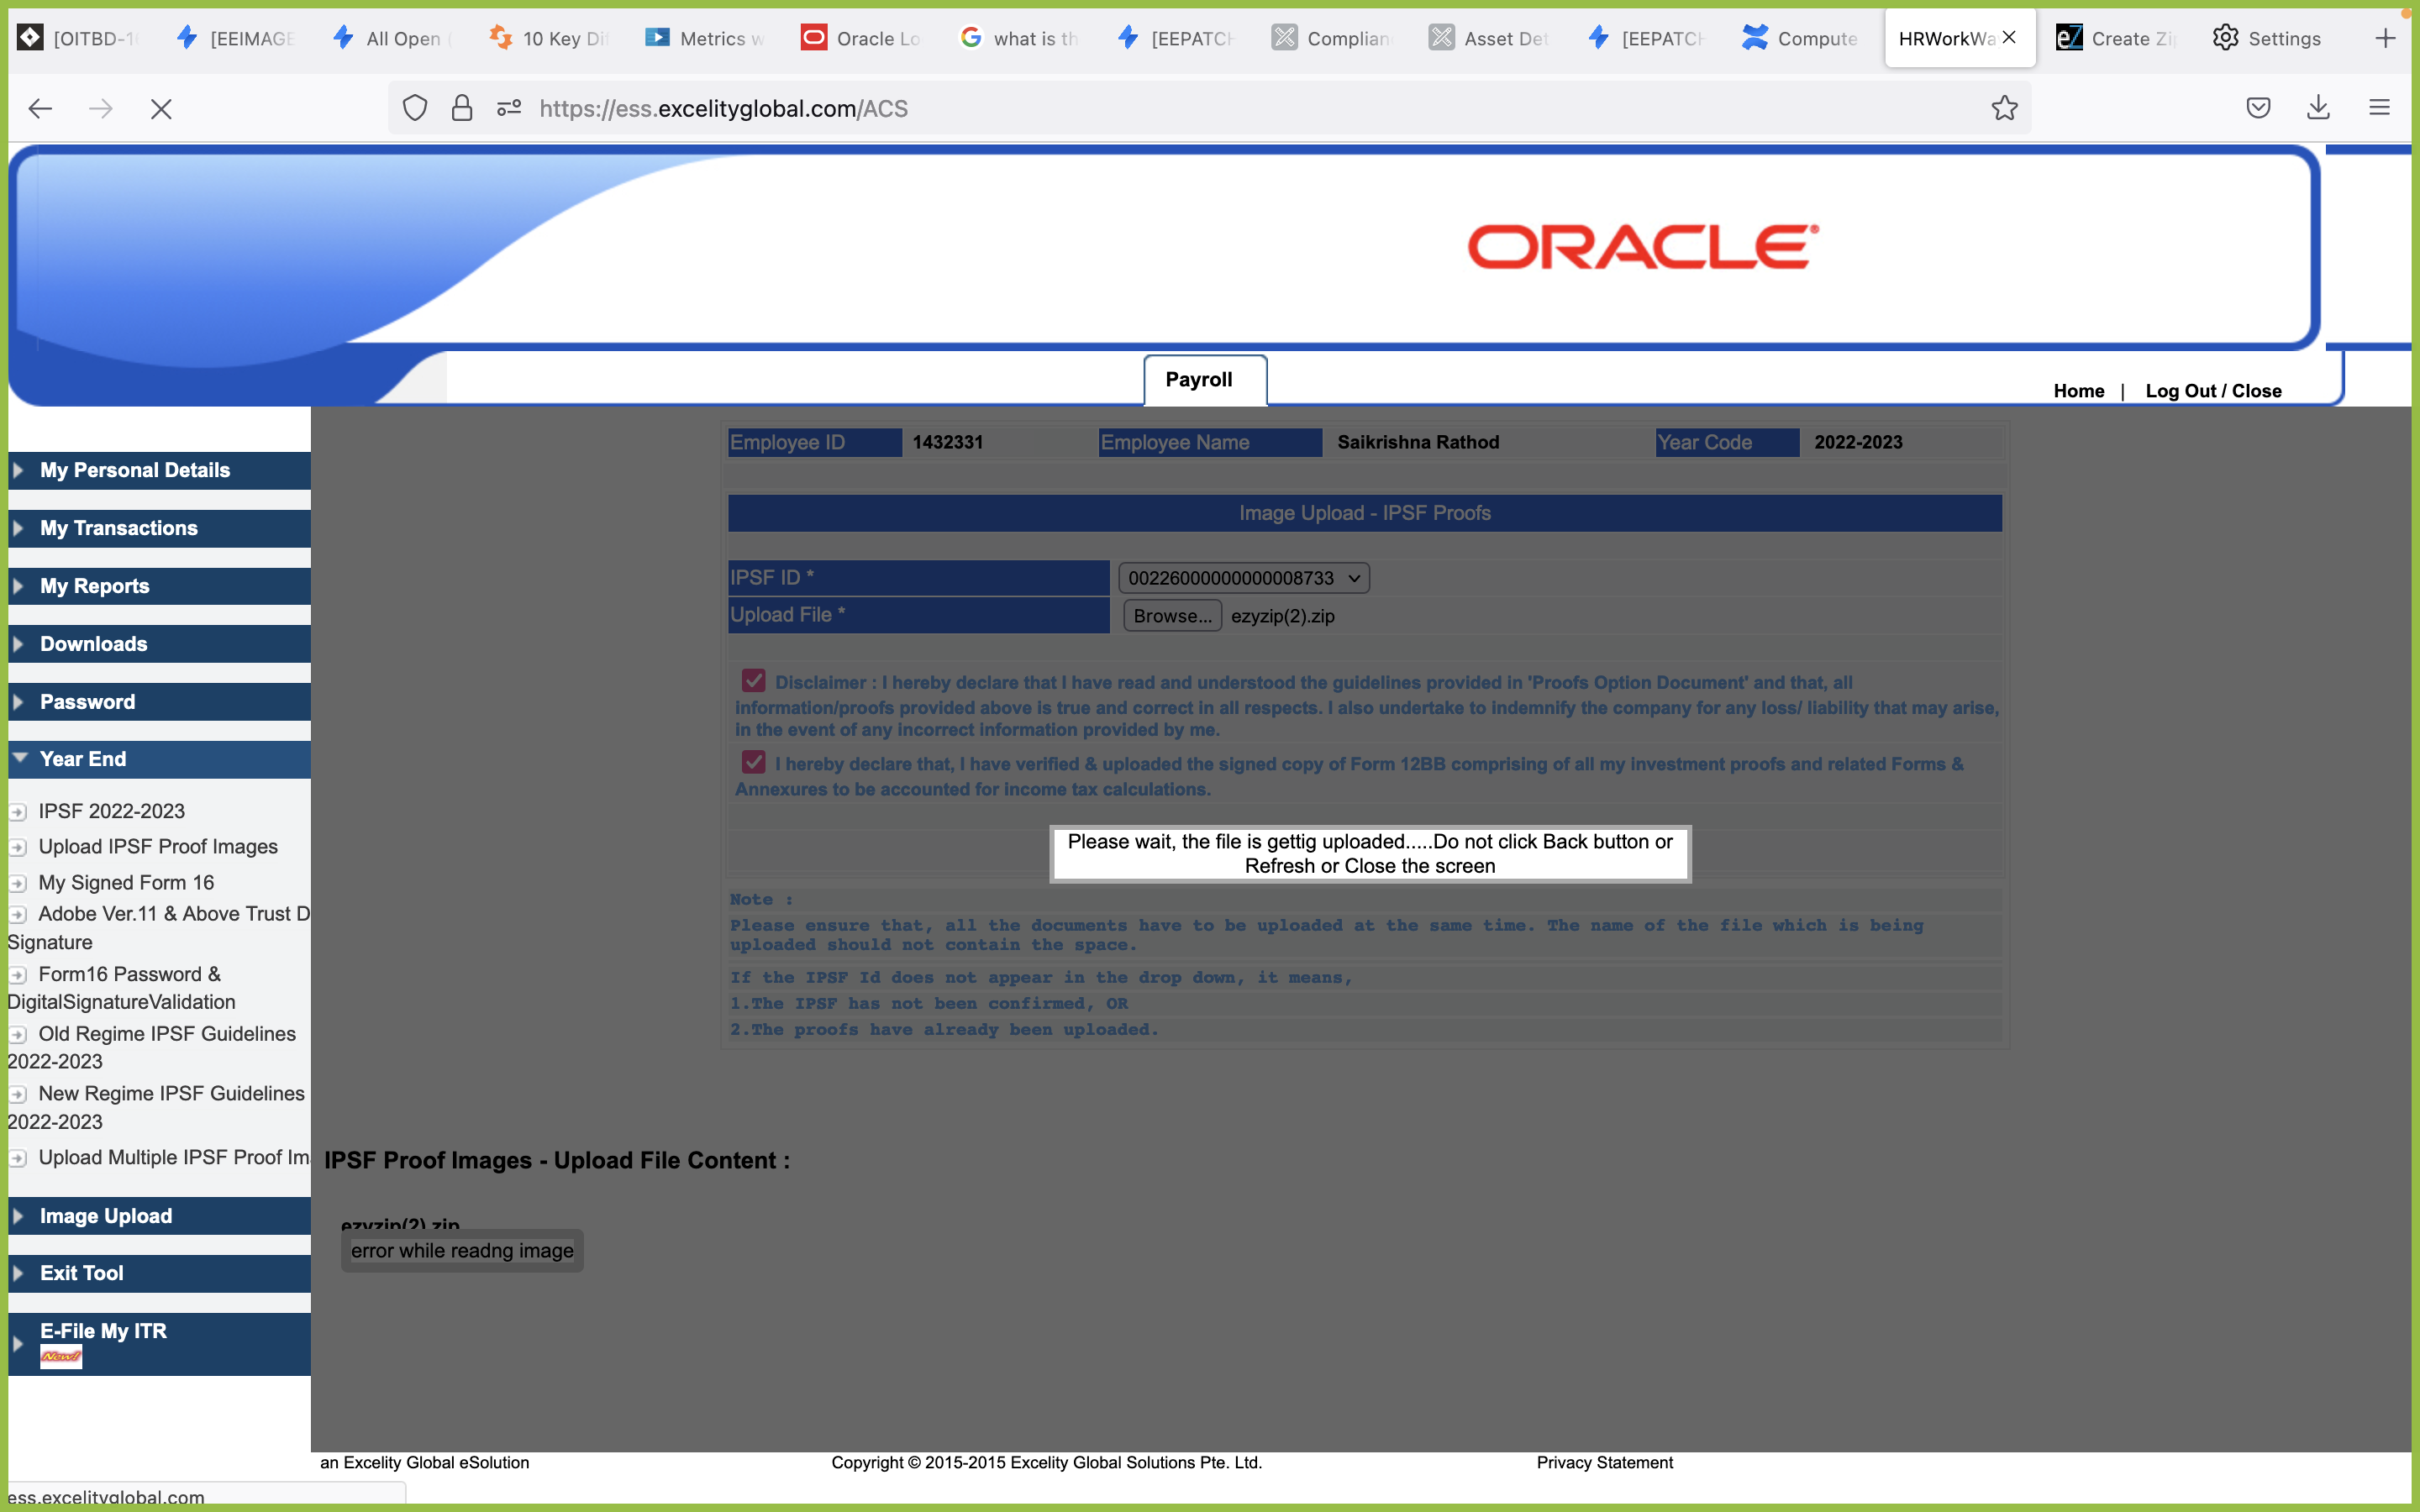 [OITBD-1
[EEIMAGE
All Open (
10 Key Dif
Metrics w
Oracle Lo
what is th
[EEPATCH
Complian
Asset Det
[EEPATCH
Compute
HRWorkWa
Create Zi
Settings
https://ess.excelityglobal.com/ACS
ORACLE
Payroll
Home | Log Out / Close
Employee ID 1432331 Employee Name Saikrishna Rathod Year Code 2022-2023
My Personal Details
My Transactions
My Reports
Downloads
Password
Year End
IPSF 2022-2023
Upload IPSF Proof Images
My Signed Form 16
Adobe Ver.11 & Above Trust D
Signature
Form16 Password &
DigitalSignatureValidation
Old Regime IPSF Guidelines
2022-2023
New Regime IPSF Guidelines
2022-2023
Upload Multiple IPSF Proof Im
Image Upload
Exit Tool
E-File My ITR
New!
Image Upload - IPSF Proofs
IPSF ID * 00226000000000008733
Upload File * Browse... ezyzip(2).zip
Disclaimer : I hereby declare that I have read and understood the guidelines provided in 'Proofs Option Document' and that, all
information/proofs provided above is true and correct in all respects. I also undertake to indemnify the company for any loss/ liability that may arise,
in the event of any incorrect information provided by me.
I hereby declare that, I have verified & uploaded the signed copy of Form 12BB comprising of all my investment proofs and related Forms &
Annexures to be accounted for income tax calculations.
Please wait, the file is gettig uploaded.....Do not click Back button or
Refresh or Close the screen
Note :
Please ensure that, all the documents have to be uploaded at the same time. The name of the file which is being
uploaded should not contain the space.
If the IPSF Id does not appear in the drop down, it means,
1.The IPSF has not been confirmed, OR
2.The proofs have already been uploaded.
IPSF Proof Images - Upload File Content :
ezyzip(2).zip
error while readng image
an Excelity Global eSolution
Copyright © 2015-2015 Excelity Global Solutions Pte. Ltd.
Privacy Statement
ess.excelityglobal.com